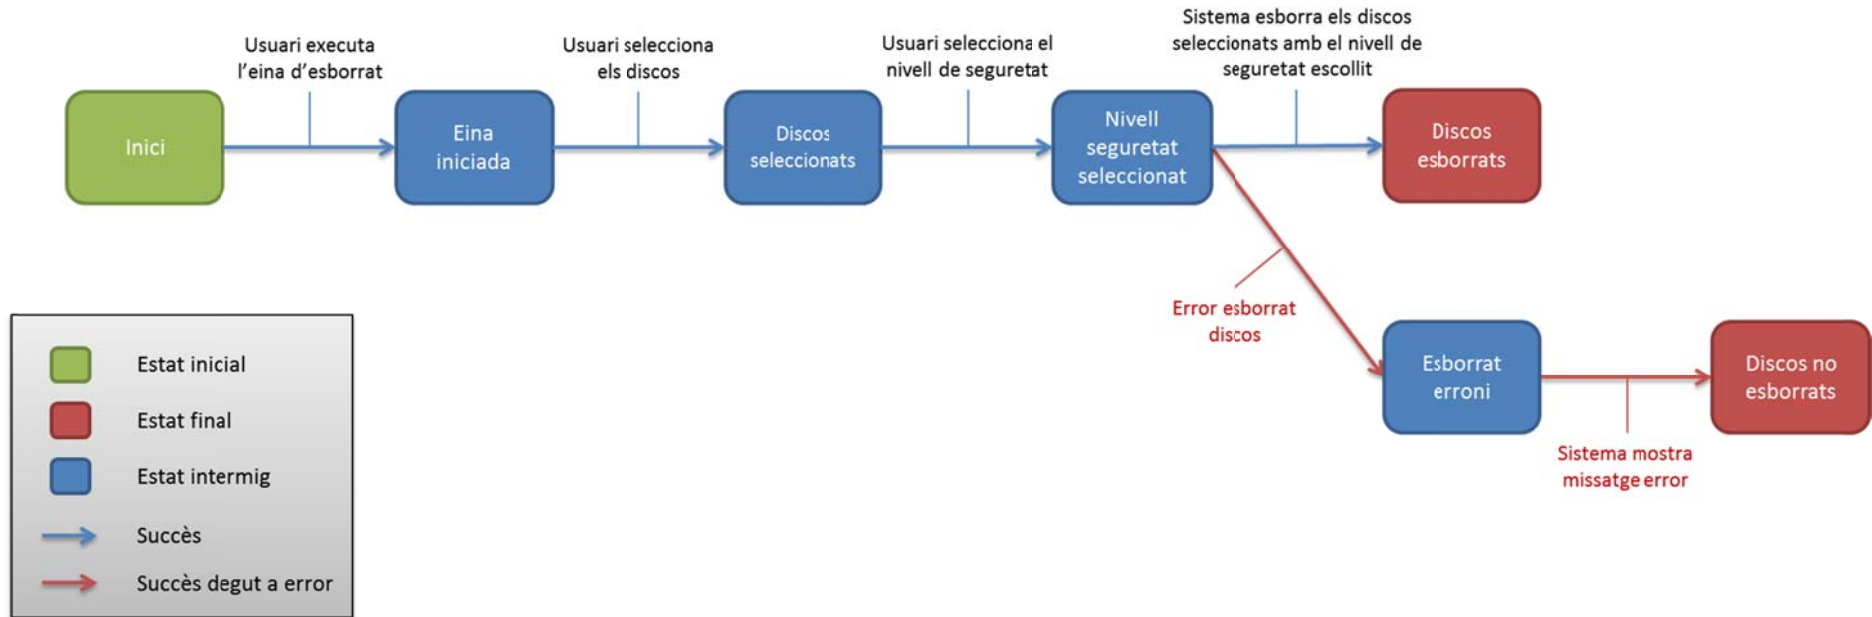 Usuari executa
l'eina d'esborrat
Usuari selecciona
els discos
Usuari selecciona el
nivell de seguretat
Sistema esborra els discos
seleccionats amb el nivell de
seguretat escollit
Inici
Eina
iniciada
Discos
seleccionats
Nivell
seguretat
seleccionat
Discos
esborrats
Error esborrat
discos
Esborrat
erroni
Discos no
esborrats
Sistema mostra
missatge error
Estat inicial
Estat final
Estat intermig
Succès
Succès degut a error